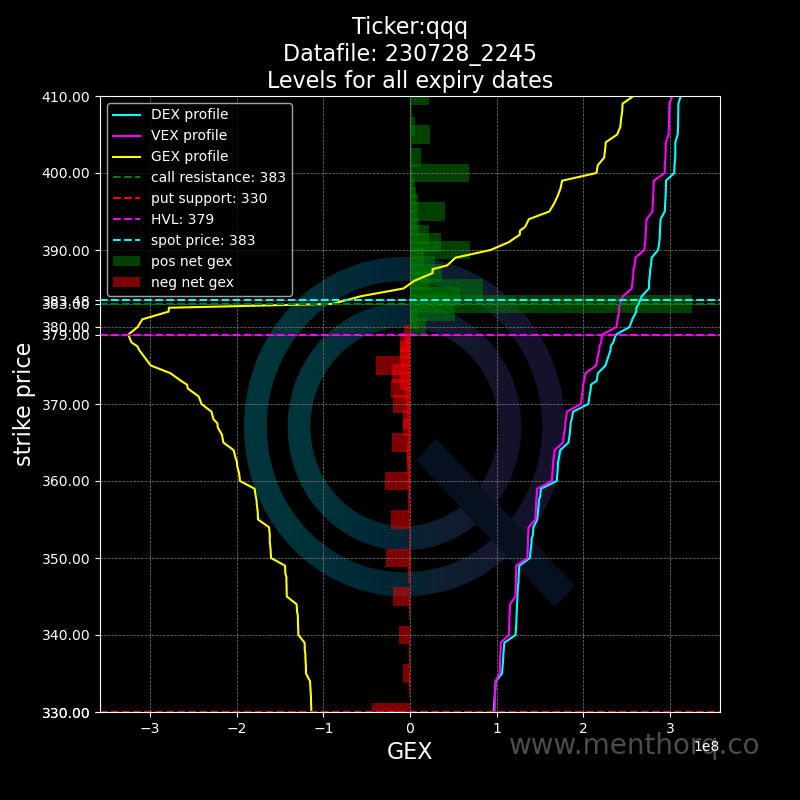 Ticker:qqq
Datafile: 230728_2245
Levels for all expiry dates
DEX profile
VEX profile
GEX profile
call resistance: 383
put support: 330
HVL: 379
spot price: 383
pos net gex
neg net gex
strike price
410.00
400.00
390.00
380.00
379.00
370.00
360.00
350.00
340.00
330.00
−3
−2
−1
0
1
2
3
1e8
GEX
www.menthorq.co